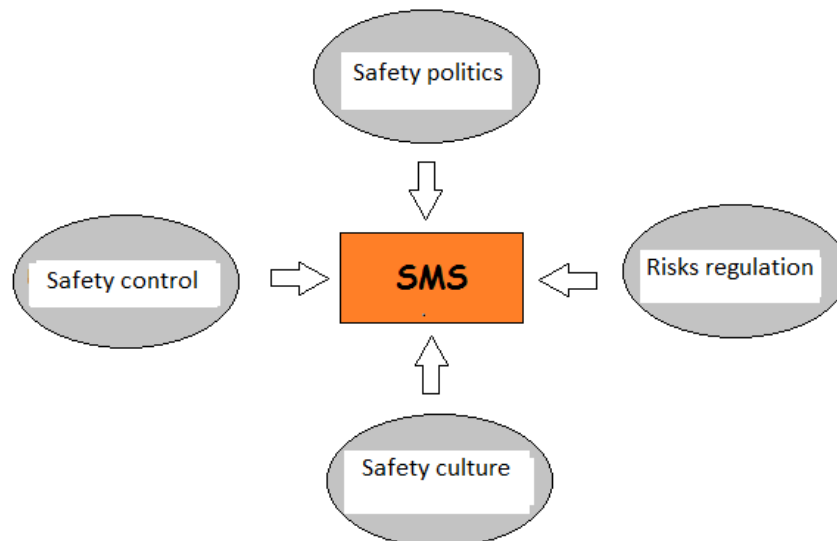 Safety politics
Safety control
SMS
Risks regulation
Safety culture